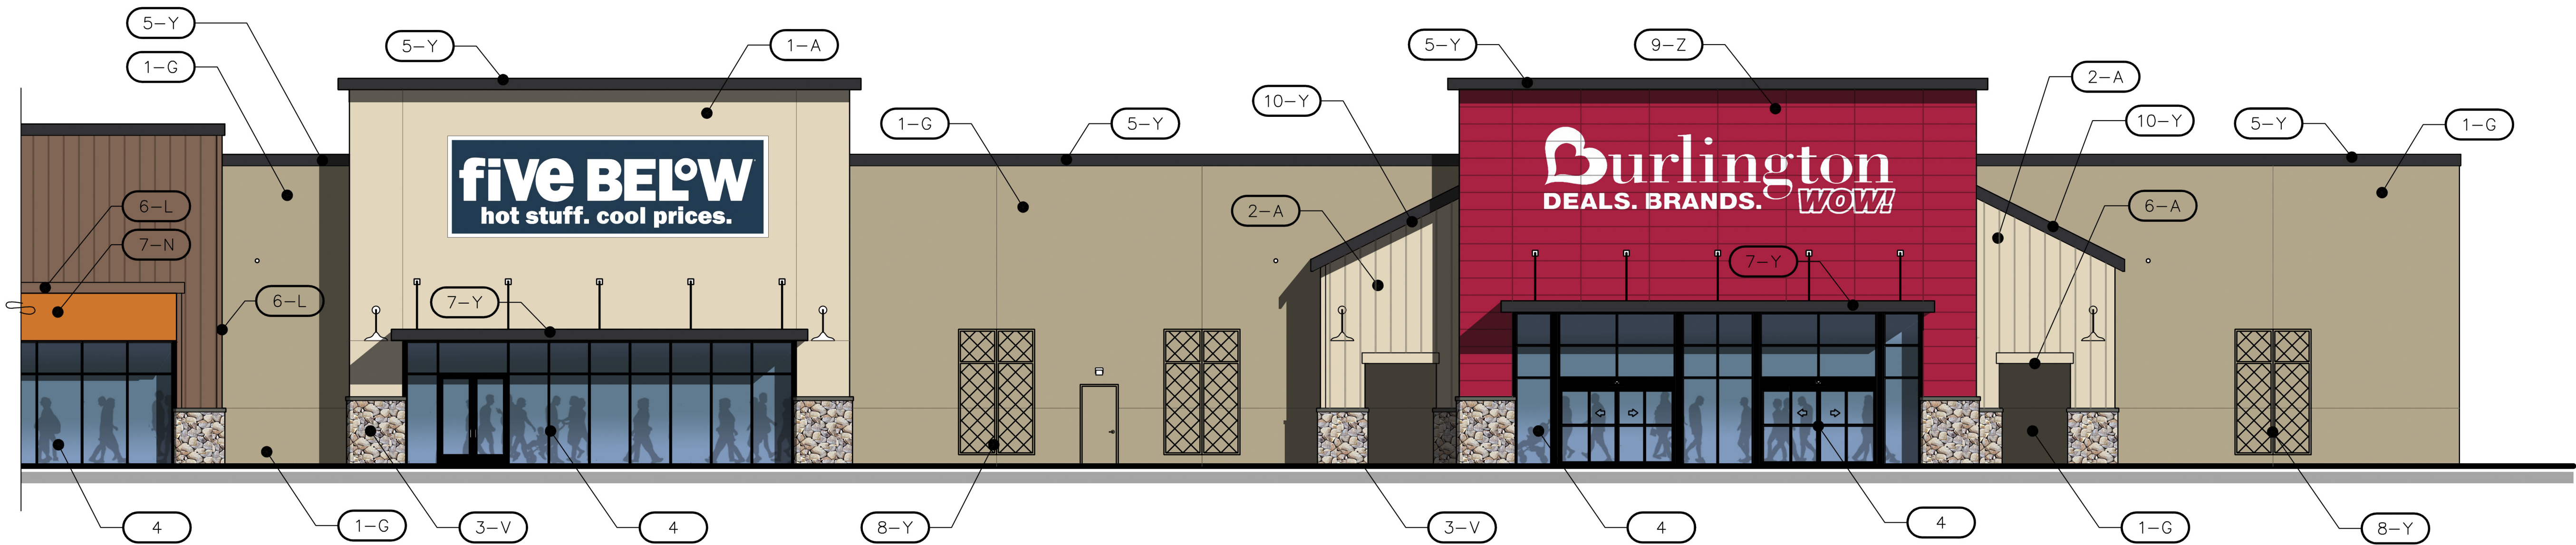 5-Y
1-G
5-Y
1-A
5-Y
9-Z
2-A
10-Y
1-G
5-Y
10-Y
5-Y
1-G
five BELOW
hot stuff. cool prices.
Burlington
DEALS. BRANDS. WOW!
6-L
7-N
6-L
7-Y
2-A
7-Y
6-A
4
1-G
3-V
4
8-Y
3-V
4
4
1-G
8-Y